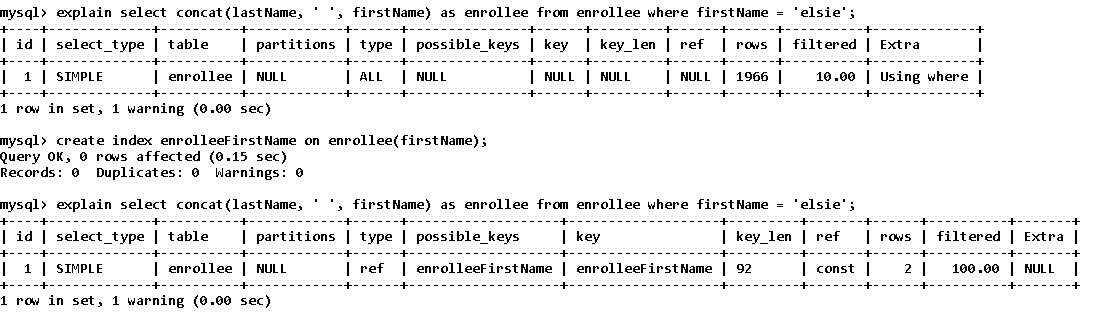 mysql> explain select concat(lastName, ' ', firstName) as enrollee from enrollee where firstName = 'elsie';
+----+-------------+----------+------------+------+---------------+------+---------+------+------+----------+-------------+
| id | select_type | table    | partitions | type | possible_keys | key  | key_len | ref  | rows | filtered | Extra       |
+----+-------------+----------+------------+------+---------------+------+---------+------+------+----------+-------------+
|  1 | SIMPLE      | enrollee | NULL       | ALL  | NULL          | NULL | NULL    | NULL | 1966 |    10.00 | Using where |
+----+-------------+----------+------------+------+---------------+------+---------+------+------+----------+-------------+
1 row in set, 1 warning (0.00 sec)
mysql> create index enrolleeFirstName on enrollee(firstName);
Query OK, 0 rows affected (0.15 sec)
Records: 0  Duplicates: 0  Warnings: 0
mysql> explain select concat(lastName, ' ', firstName) as enrollee from enrollee where firstName = 'elsie';
+----+-------------+----------+------------+------+-------------------+-------------------+---------+-------+------+----------+-------+
| id | select_type | table    | partitions | type | possible_keys     | key               | key_len | ref   | rows | filtered | Extra |
+----+-------------+----------+------------+------+-------------------+-------------------+---------+-------+------+----------+-------+
|  1 | SIMPLE      | enrollee | NULL       | ref  | enrolleeFirstName | enrolleeFirstName | 92      | const |    2 |   100.00 | NULL  |
+----+-------------+----------+------------+------+-------------------+-------------------+---------+-------+------+----------+-------+
1 row in set, 1 warning (0.00 sec)